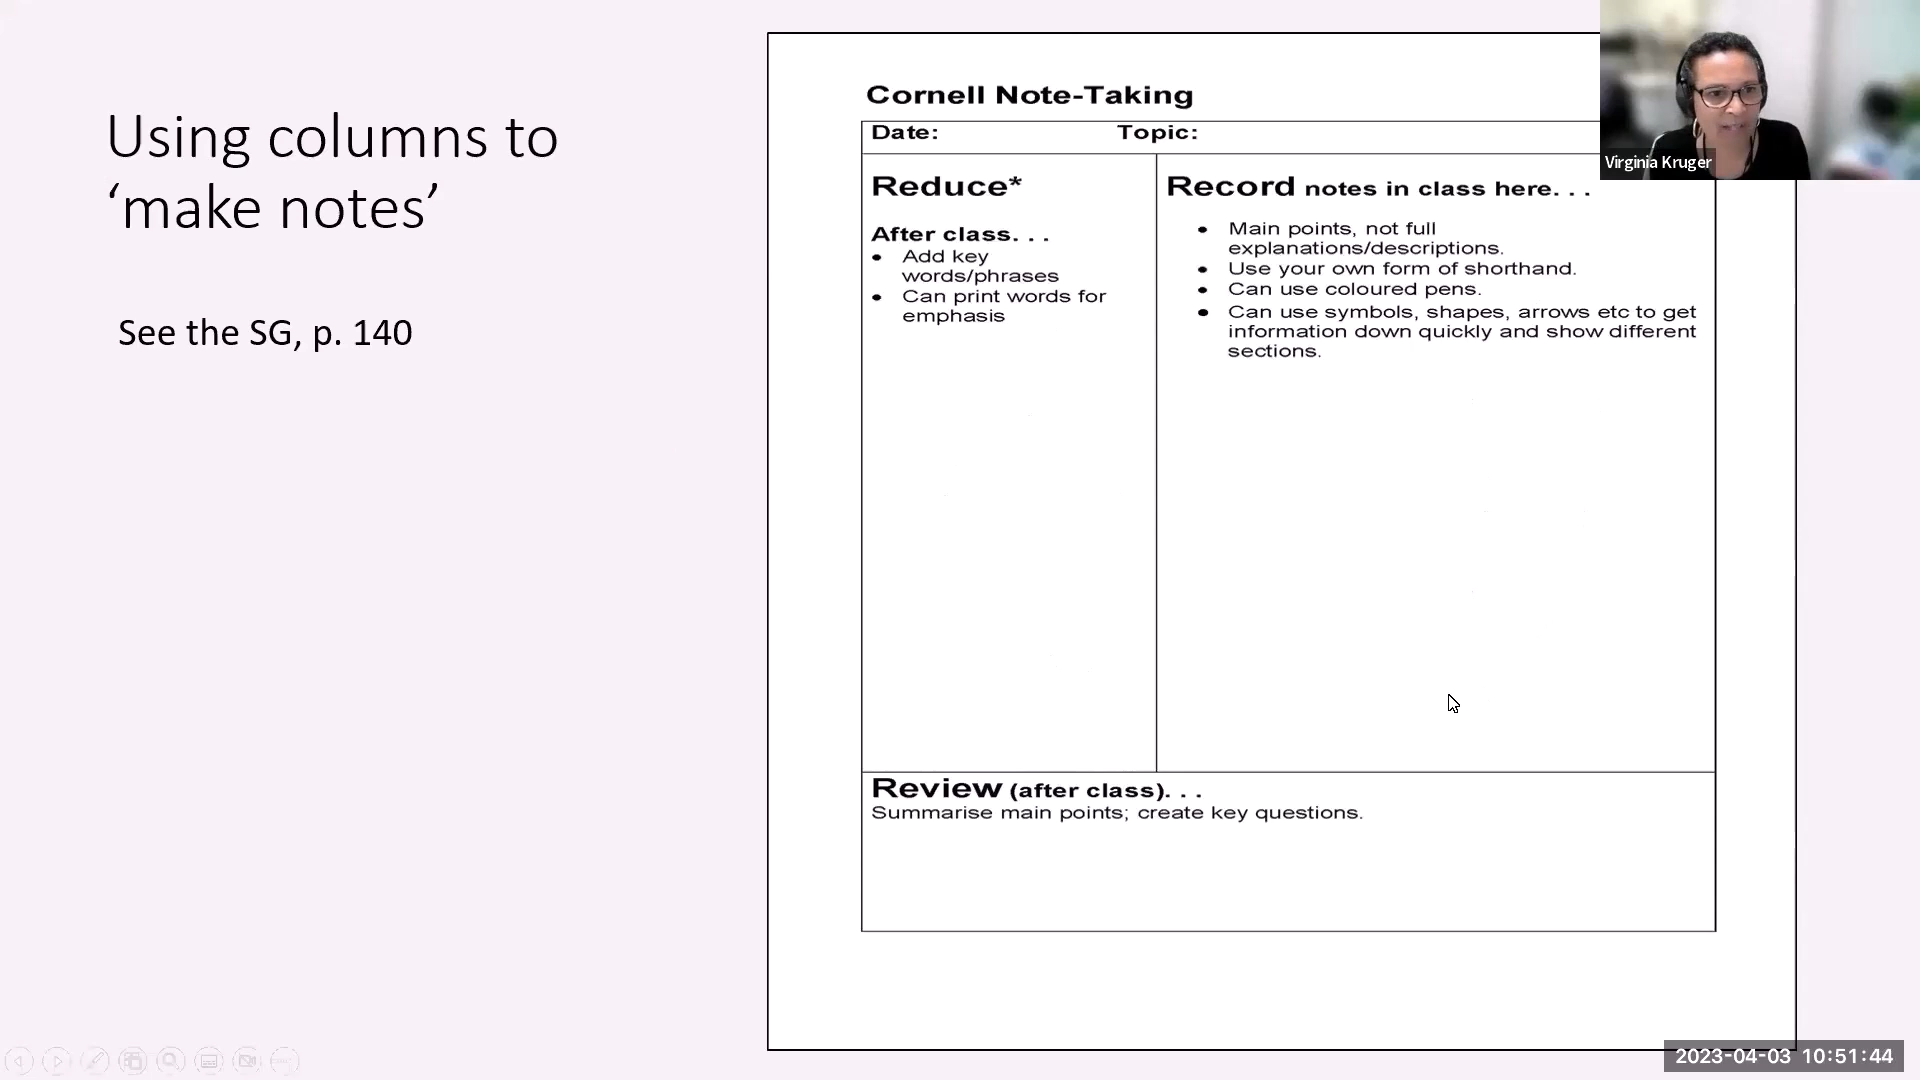 Using columns to
‘make notes’
See the SG, p. 140
Cornell Note-Taking
Date: Topic:
Reduce*
After class. . .
• Add key
words/phrases
• Can print words for
emphasis
Record notes in class here. . .
• Main points, not full
explanations/descriptions.
• Use your own form of shorthand.
• Can use coloured pens.
• Can use symbols, shapes, arrows etc to get
information down quickly and show different
sections.
Review (after class). . .
Summarise main points; create key questions.
Virginia Kruger
2023-04-03 10:51:44